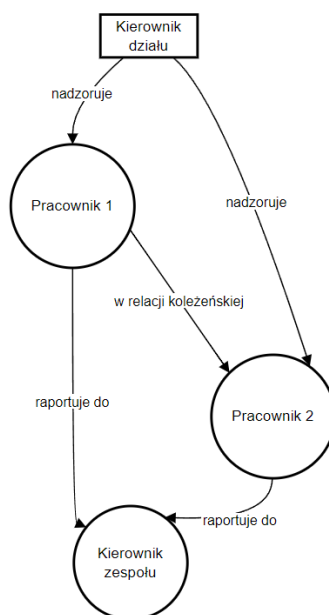 Kierownik
działu
nadzoruje
Pracownik 1
nadzoruje
w relacji koleżeńskiej
raportuje do
Pracownik 2
raportuje do
Kierownik
zespołu